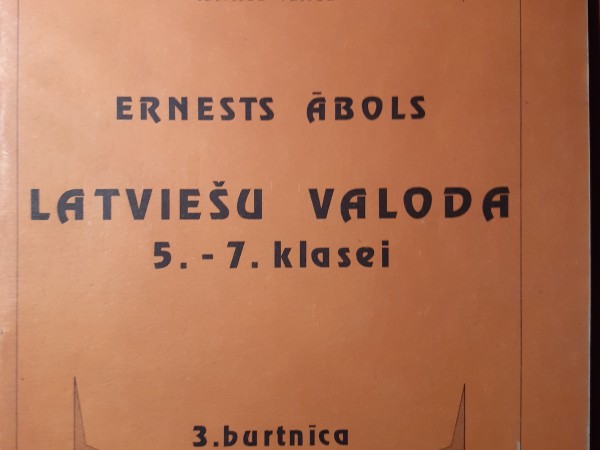 ERNESTS ĀBOLS
LATVIEŠU VALODA
5. - 7. klasei
3. burtnīca